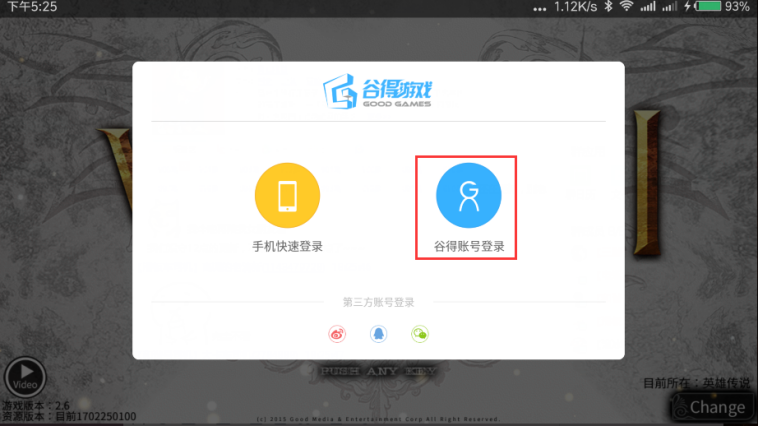 下午5:25
... 1.12K/s 93%
谷得游戏
GOOD GAMES
手机快速登录
谷得账号登录
第三方账号登录
PUSH ANY KEY
Video
目前所在：英雄传说
Change
游戏版本：2.6
资源版本：目前1702250100
(c) 2015 Good Media & Entertainment Corp All Right Reserved.